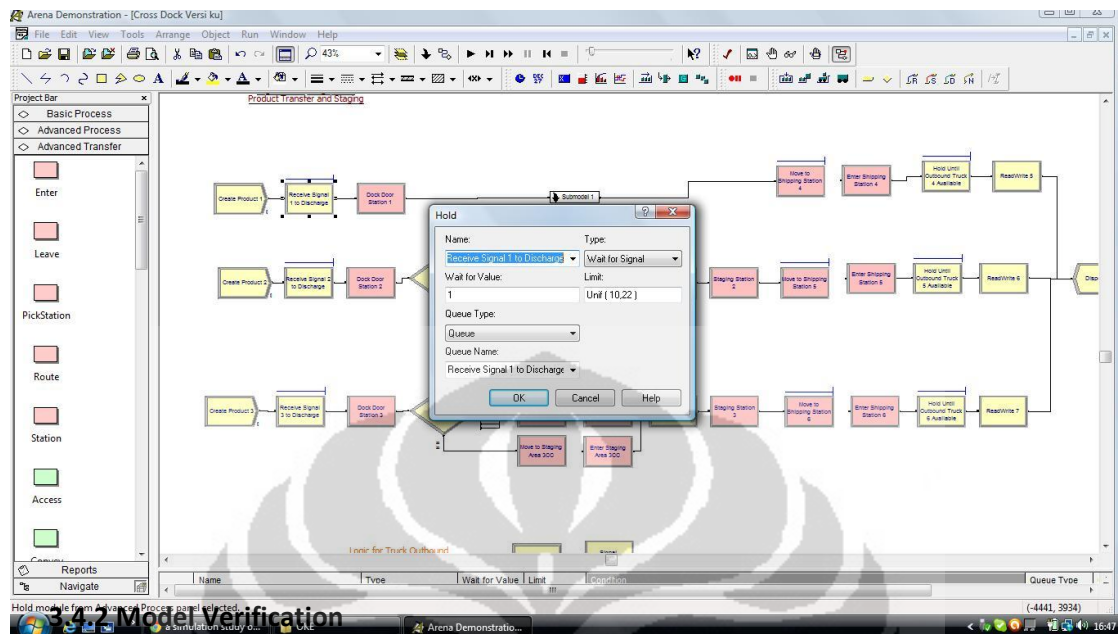 Arena Demonstration - [Cross Dock Versi ku]
File Edit View Tools Arrange Object Run Window Help
43%
Project Bar
Basic Process
Advanced Process
Advanced Transfer
Enter
Leave
PickStation
Route
Station
Access
Reports
Navigate
Product Transfer and Staging
Create Product 1
Receive Signal 1 to Discharge
Dock Door Station 1
Submodel 1
Move to Shipping Station 4
Enter Shipping Station 4
Hold Until Outbound Truck 4 Available
ReadWrite 5
Create Product 2
Receive Signal 2 to Discharge
Dock Door Station 2
Staging Station 2
Move to Shipping Station 5
Enter Shipping Station 5
Hold Until Outbound Truck 5 Available
ReadWrite 6
Dispo
Create Product 3
Receive Signal 3 to Discharge
Dock Door Station 3
Staging Station 3
Move to Shipping Station 6
Enter Shipping Station 6
Hold Until Outbound Truck 6 Available
ReadWrite 7
Move to Staging Area 3DD
Enter Staging Area 3DD
Hold
Name:
Type:
Receive Signal 1 to Discharge
Wait for Signal
Wait for Value:
Limit:
1
Unif ( 10,22 )
Queue Type:
Queue
Queue Name:
Receive Signal 1 to Discharge
OK Cancel Help
Logic for Truck Outbound
Signal
Name Type Wait for Value Limit Condition Queue Type
Hold module from Advanced Process panel selected.
(-4441, 3934)
3.4.2 Model Verification
a simulation study o...
Arena Demonstratio...
16:47